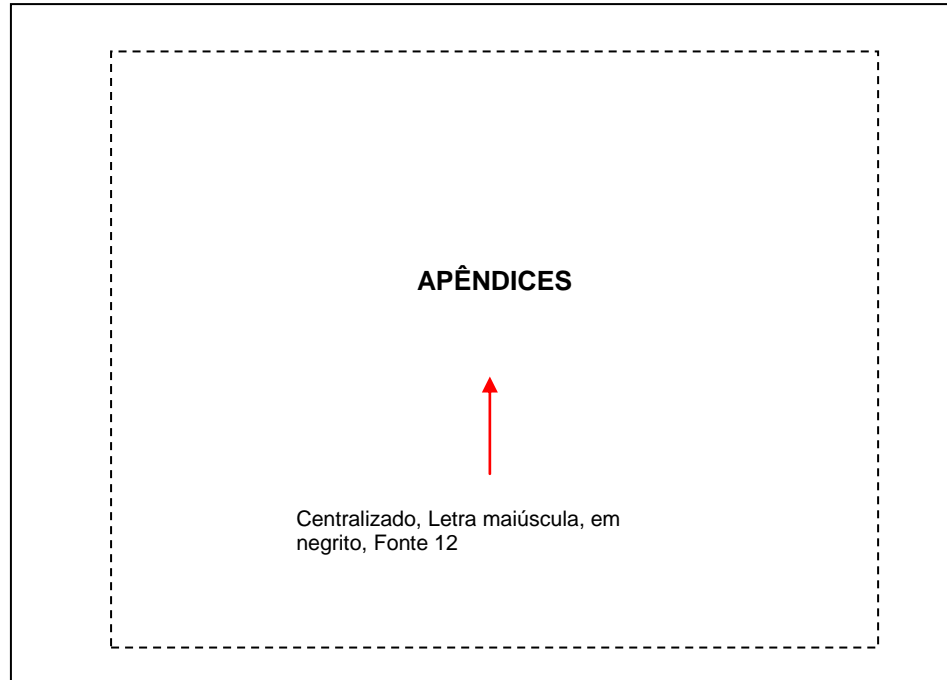 APÊNDICES
Centralizado, Letra maiúscula, em
negrito, Fonte 12